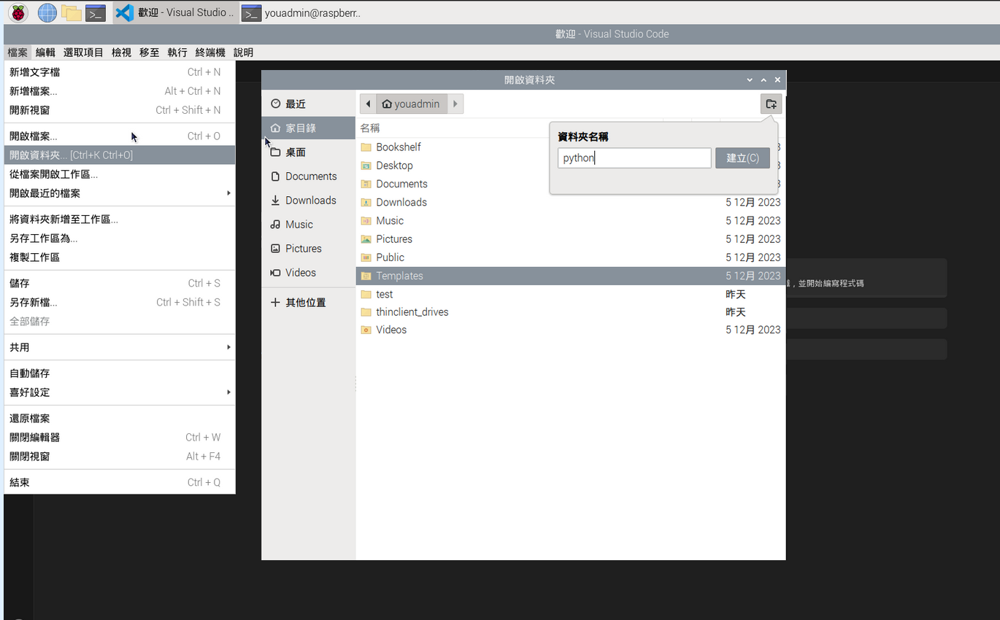 歡迎 - Visual Studio ..
youadmin@raspberr..
歡迎 - Visual Studio Code
檔案 編輯 選取項目 檢視 移至 執行 終端機 說明
新增文字檔 Ctrl + N
新增檔案... Alt + Ctrl + N
開新視窗 Ctrl + Shift + N
開啟檔案... Ctrl + O
開啟資料夾... [Ctrl+K Ctrl+O]
從檔案開啟工作區...
開啟最近的檔案
將資料夾新增至工作區...
另存工作區為...
複製工作區
儲存 Ctrl + S
另存新檔... Ctrl + Shift + S
全部儲存
共用
自動儲存
喜好設定
還原檔案
關閉編輯器 Ctrl + W
關閉視窗 Alt + F4
結束 Ctrl + Q
開啟資料夾
最近
家目錄
桌面
Documents
Downloads
Music
Pictures
Videos
其他位置
youadmin
名稱
資料夾名稱
python 建立(C)
Bookshelf
Desktop
Documents
Downloads 5 12月 2023
Music 5 12月 2023
Pictures 5 12月 2023
Public 5 12月 2023
Templates 5 12月 2023
test 昨天
thinclient_drives 昨天
Videos 5 12月 2023
，並開始編寫程式碼